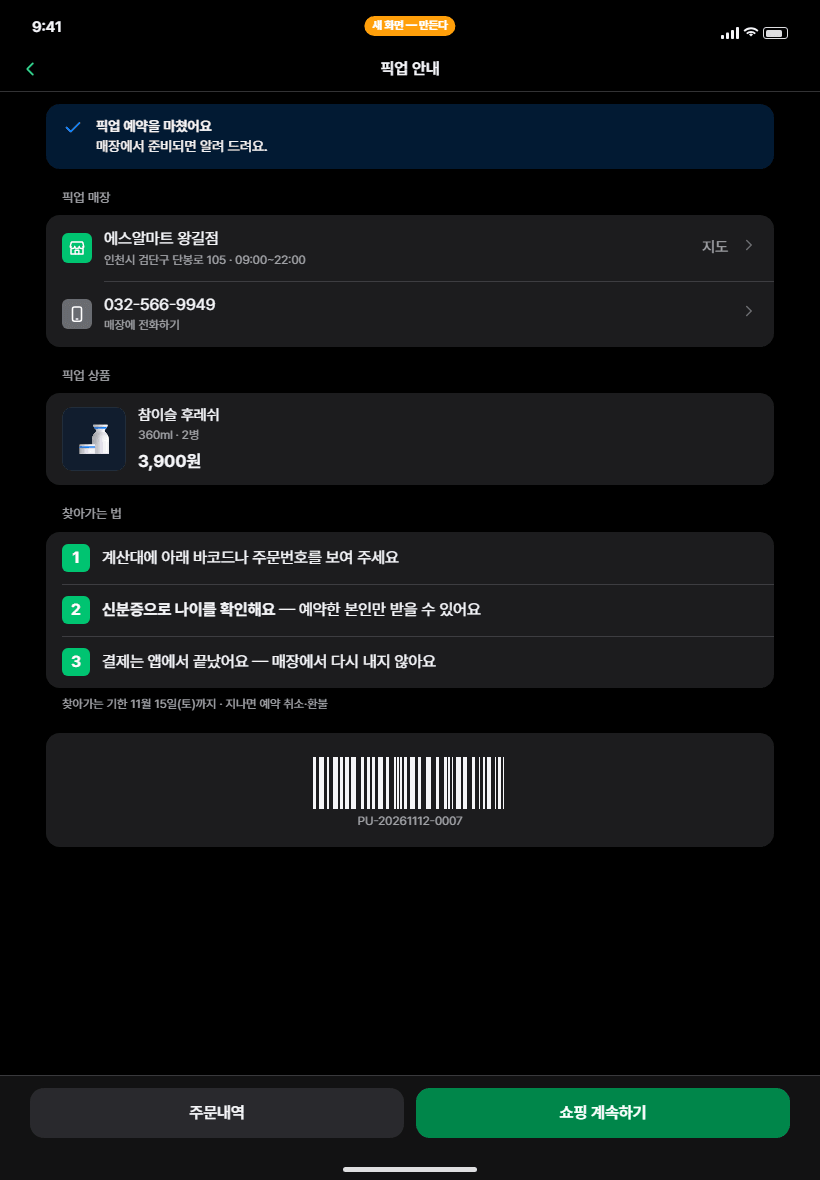 9:41
새 화면 — 만든다
픽업 안내
픽업 예약을 마쳤어요
매장에서 준비되면 알려 드려요.
픽업 매장
에스알마트 왕길점
인천시 검단구 단봉로 105 · 09:00~22:00
지도
032-566-9949
매장에 전화하기
픽업 상품
참이슬 후레쉬
360ml · 2병
3,900원
찾아가는 법
1 계산대에 아래 바코드나 주문번호를 보여 주세요
2 신분증으로 나이를 확인해요 — 예약한 본인만 받을 수 있어요
3 결제는 앱에서 끝났어요 — 매장에서 다시 내지 않아요
찾아가는 기한 11월 15일(토)까지 · 지나면 예약 취소·환불
PU-20261112-0007
주문내역
쇼핑 계속하기